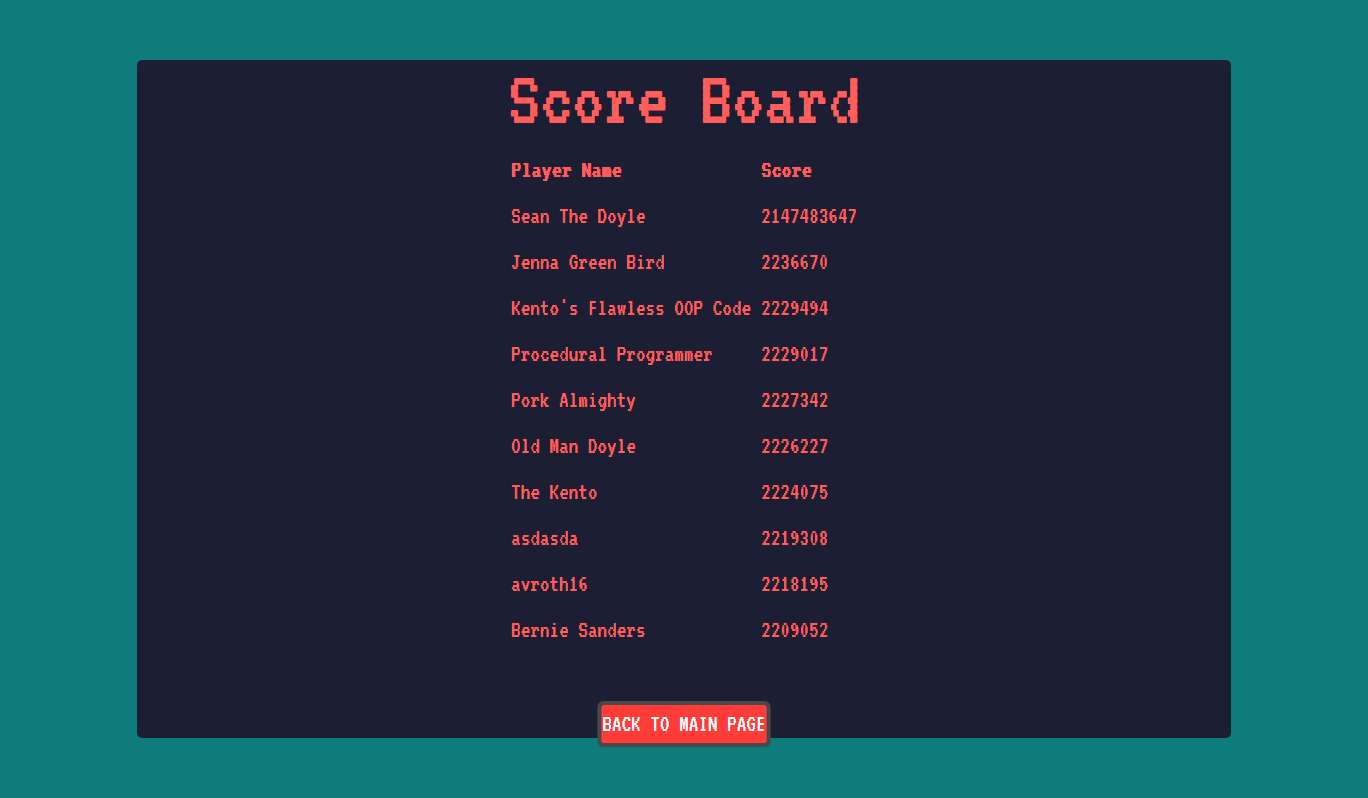 Score Board
Player Name Score
Sean The Doyle 2147483647
Jenna Green Bird 2236670
Kento's Flawless OOP Code 2229494
Procedural Programmer 2229017
Pork Almighty 2227342
Old Man Doyle 2226227
The Kento 2224075
asdasda 2219308
avroth16 2218195
Bernie Sanders 2209052
BACK TO MAIN PAGE